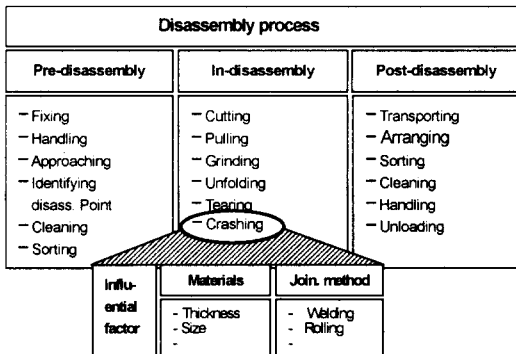 Disassembly process
Pre-disassembly
In-disassembly
Post-disassembly
– Fixing
– Handling
– Approaching
– Identifying
disass. Point
– Cleaning
– Sorting
– Cutting
– Pulling
– Grinding
– Unfolding
– Tearing
– Crashing
– Transporting
– Arranging
– Sorting
– Cleaning
– Handling
– Unloading
influ-
ential
factor
Materials
- Thickness
- Size
-
Join. method
- Welding
- Rolling
-